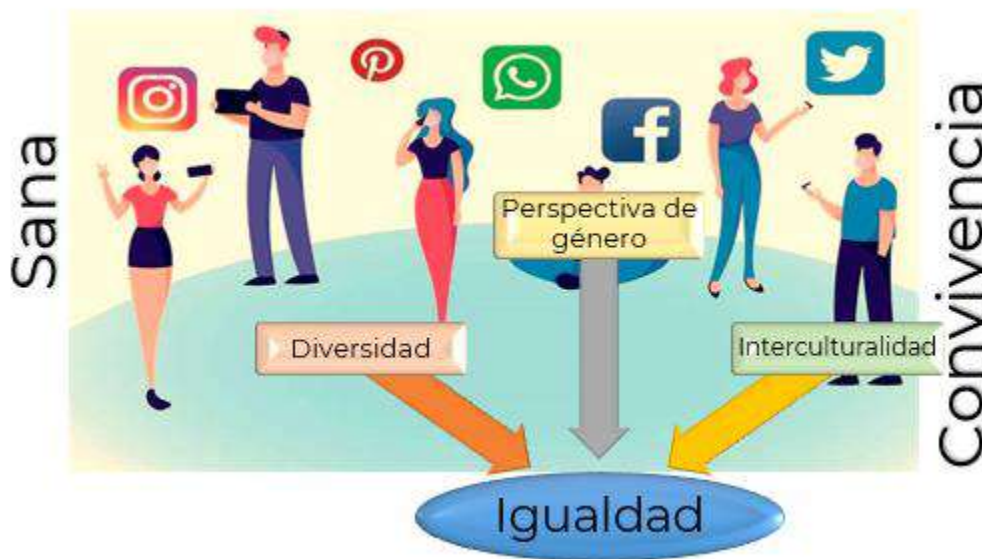 Sana
Perspectiva de
género
Diversidad
Interculturalidad
Convivencia
Igualdad